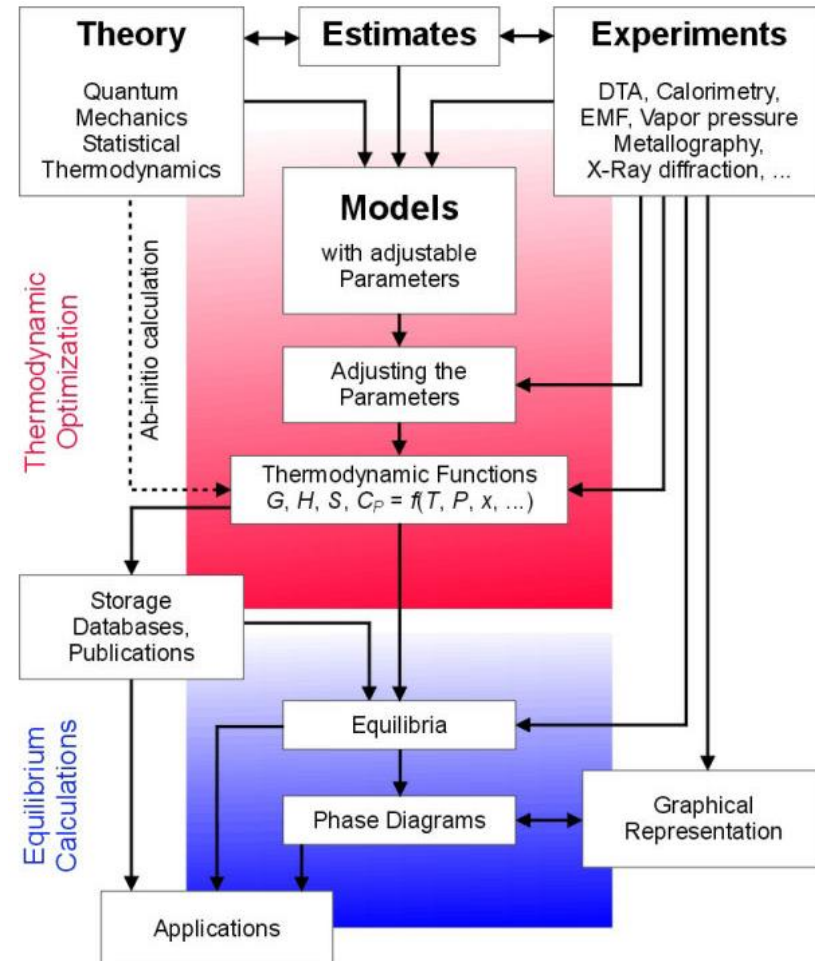 Theory
Quantum
Mechanics
Statistical
Thermodynamics
Estimates
Experiments
DTA, Calorimetry,
EMF, Vapor pressure
Metallography,
X-Ray diffraction, ...
Models
with adjustable
Parameters
Thermodynamic
Optimization
Ab-initio calculation
Adjusting the
Parameters
Thermodynamic Functions
G, H, S, C_P = f(T, P, x, ...)
Storage
Databases,
Publications
Equilibrium
Calculations
Equilibria
Phase Diagrams
Graphical
Representation
Applications